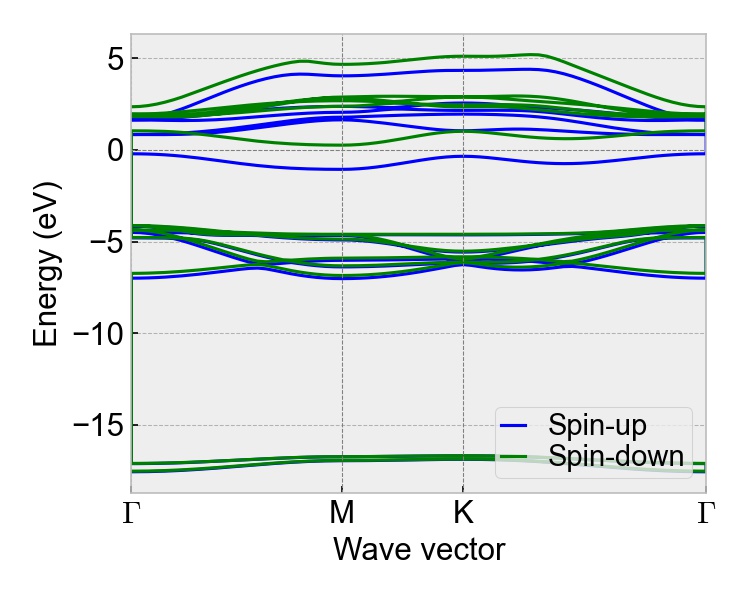 5
0
−5
−10
−15
Energy (eV)
Spin-up
Spin-down
Γ M K Γ
Wave vector